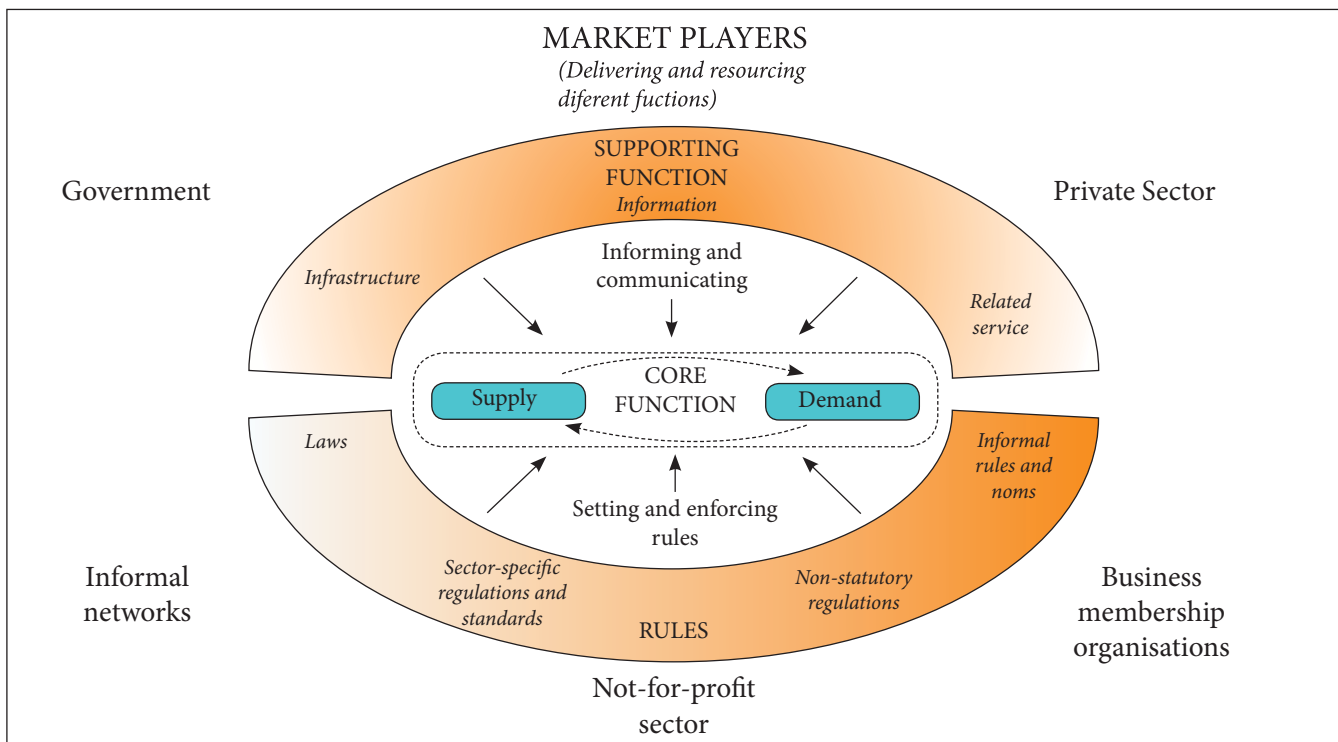 MARKET PLAYERS
(Delivering and resourcing
diferent fuctions)
Government
SUPPORTING
FUNCTION
Information
Private Sector
Infrastructure
Informing and
communicating
Related
service
Supply
CORE
FUNCTION
Demand
Laws
Informal
rules and
noms
Setting and enforcing
rules
Sector-specific
regulations and
standards
Non-statutory
regulations
RULES
Informal
networks
Business
membership
organisations
Not-for-profit
sector